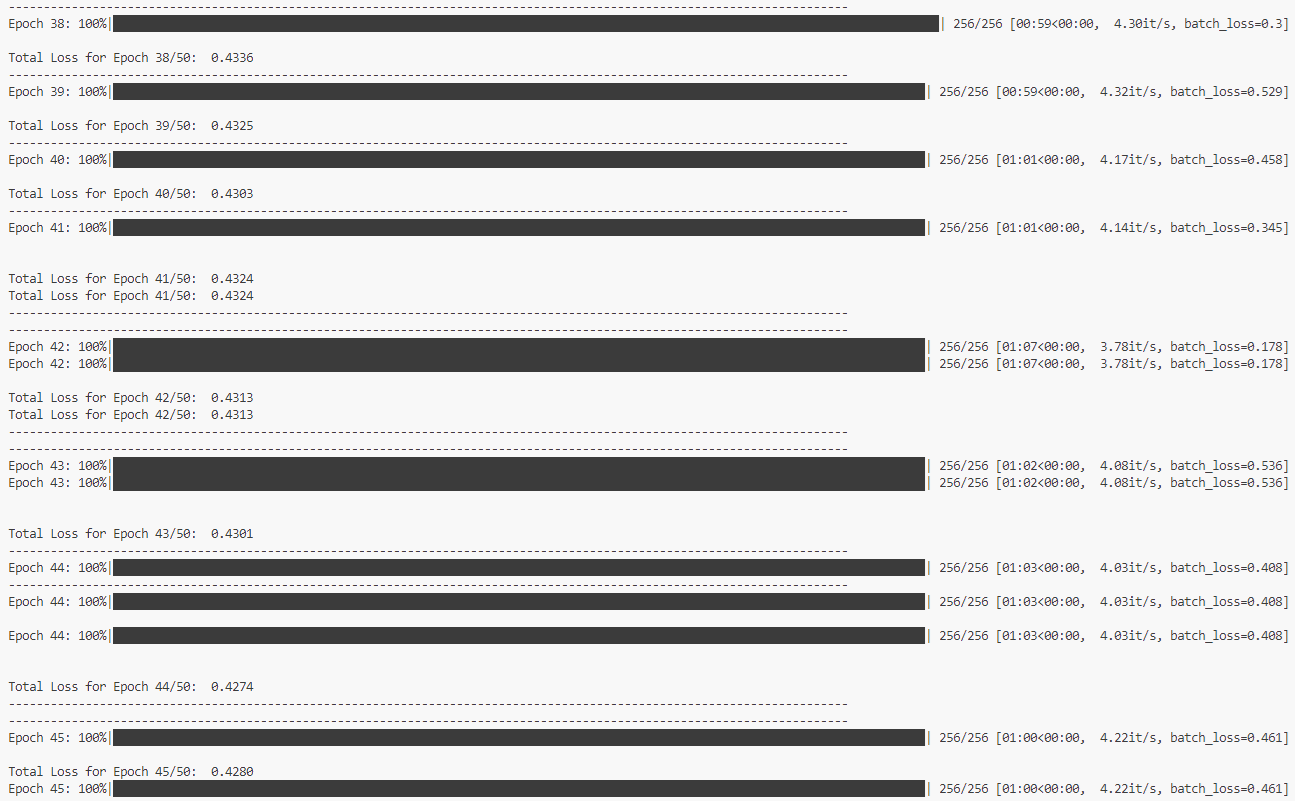 --------------------------------------------------------------------------------------------------------------------------
Epoch 38: 100%|██████████| 256/256 [00:59<00:00,  4.30it/s, batch_loss=0.3]
Total Loss for Epoch 38/50:  0.4336
--------------------------------------------------------------------------------------------------------------------------
Epoch 39: 100%|██████████| 256/256 [00:59<00:00,  4.32it/s, batch_loss=0.529]
Total Loss for Epoch 39/50:  0.4325
--------------------------------------------------------------------------------------------------------------------------
Epoch 40: 100%|██████████| 256/256 [01:01<00:00,  4.17it/s, batch_loss=0.458]
Total Loss for Epoch 40/50:  0.4303
--------------------------------------------------------------------------------------------------------------------------
Epoch 41: 100%|██████████| 256/256 [01:01<00:00,  4.14it/s, batch_loss=0.345]
Total Loss for Epoch 41/50:  0.4324
Total Loss for Epoch 41/50:  0.4324
--------------------------------------------------------------------------------------------------------------------------
--------------------------------------------------------------------------------------------------------------------------
Epoch 42: 100%|██████████| 256/256 [01:07<00:00,  3.78it/s, batch_loss=0.178]
Epoch 42: 100%|██████████| 256/256 [01:07<00:00,  3.78it/s, batch_loss=0.178]
Total Loss for Epoch 42/50:  0.4313
Total Loss for Epoch 42/50:  0.4313
--------------------------------------------------------------------------------------------------------------------------
--------------------------------------------------------------------------------------------------------------------------
Epoch 43: 100%|██████████| 256/256 [01:02<00:00,  4.08it/s, batch_loss=0.536]
Epoch 43: 100%|██████████| 256/256 [01:02<00:00,  4.08it/s, batch_loss=0.536]
Total Loss for Epoch 43/50:  0.4301
--------------------------------------------------------------------------------------------------------------------------
Epoch 44: 100%|██████████| 256/256 [01:03<00:00,  4.03it/s, batch_loss=0.408]
--------------------------------------------------------------------------------------------------------------------------
Epoch 44: 100%|██████████| 256/256 [01:03<00:00,  4.03it/s, batch_loss=0.408]
Epoch 44: 100%|██████████| 256/256 [01:03<00:00,  4.03it/s, batch_loss=0.408]
Total Loss for Epoch 44/50:  0.4274
--------------------------------------------------------------------------------------------------------------------------
--------------------------------------------------------------------------------------------------------------------------
Epoch 45: 100%|██████████| 256/256 [01:00<00:00,  4.22it/s, batch_loss=0.461]
Total Loss for Epoch 45/50:  0.4280
Epoch 45: 100%|██████████| 256/256 [01:00<00:00,  4.22it/s, batch_loss=0.461]